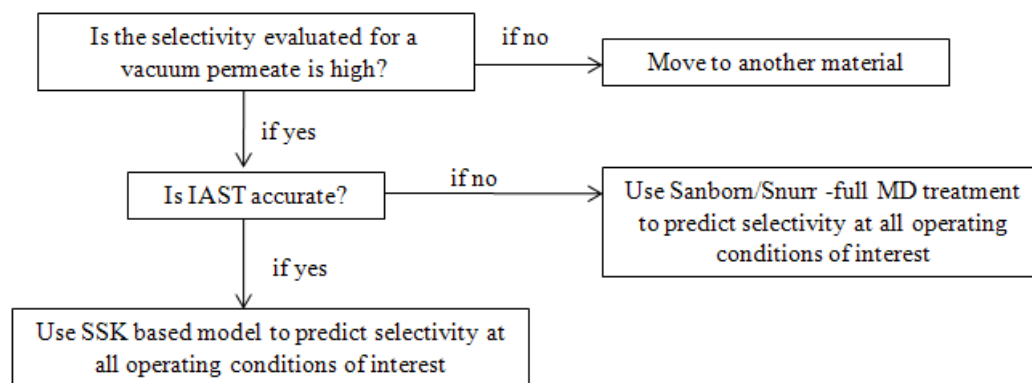 Is the selectivity evaluated for a
vacuum permeate is high?
if no
Move to another material
if yes
Is IAST accurate?
if no
Use Sanborn/Snurr -full MD treatment
to predict selectivity at all operating
conditions of interest
if yes
Use SSK based model to predict selectivity at
all operating conditions of interest